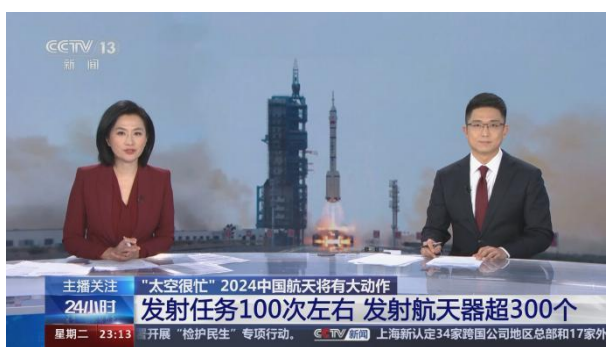 CCTV 13
新闻
主播关注
"太空很忙" 2024中国航天将有大动作
24小时
发射任务100次左右 发射航天器超300个
星期二 23:13 开展“检护民生”专项行动。 CCTV新闻 上海新认定34家跨国公司地区总部和17家外